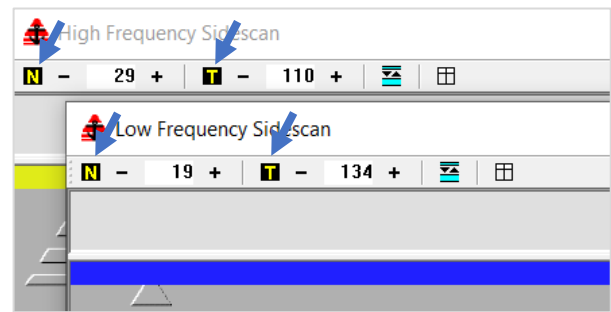 High Frequency Sidescan
N - 29 + T - 110 +
Low Frequency Sidescan
N - 19 + T - 134 +